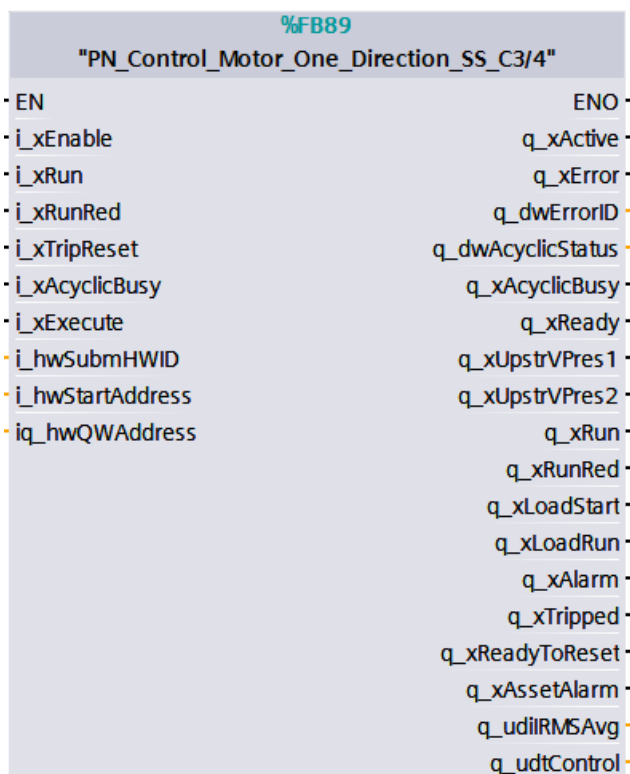 %FB89
"PN_Control_Motor_One_Direction_SS_C3/4"
EN ENO
i_xEnable q_xActive
i_xRun q_xError
i_xRunRed q_dwErrorID
i_xTripReset q_dwAcyclicStatus
i_xAcyclicBusy q_xAcyclicBusy
i_xExecute q_xReady
i_hwSubmHWID q_xUpstrVPres1
i_hwStartAddress q_xUpstrVPres2
iq_hwQWAddress q_xRun
q_xRunRed
q_xLoadStart
q_xLoadRun
q_xAlarm
q_xTripped
q_xReadyToReset
q_xAssetAlarm
q_udiIRMSAvg
q_udtControl